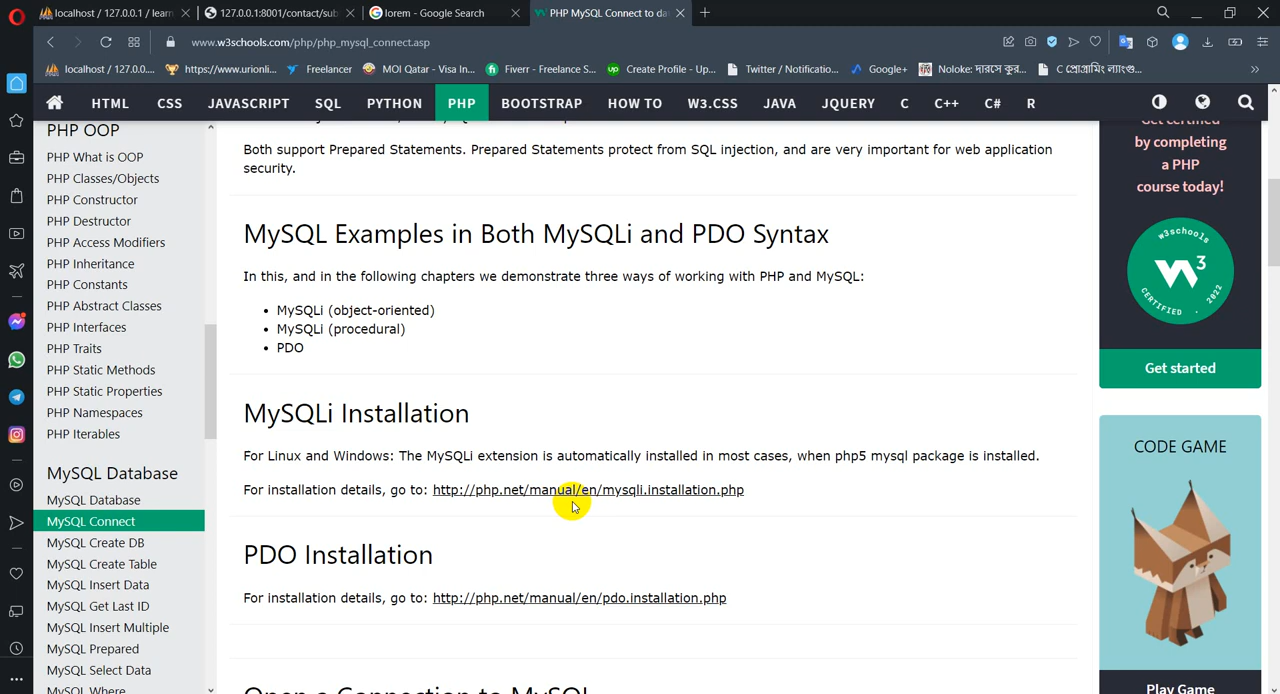 localhost / 127.0.0.1 / learn
127.0.0.1:8001/contact/sub
lorem - Google Search
PHP MySQL Connect to da
www.w3schools.com/php/php_mysql_connect.asp
localhost / 127.0.0....
https://www.urionli...
Freelancer
MOI Qatar - Visa In...
Fiverr - Freelance S...
Create Profile - Up...
Twitter / Notificatio...
Google+
Noloke: দারসে কুর...
C প্রোগ্রামিং ল্যাংগু...
HTML
CSS
JAVASCRIPT
SQL
PYTHON
PHP
BOOTSTRAP
HOW TO
W3.CSS
JAVA
JQUERY
C
C++
C#
R
PHP OOP
PHP What is OOP
PHP Classes/Objects
PHP Constructor
PHP Destructor
PHP Access Modifiers
PHP Inheritance
PHP Constants
PHP Abstract Classes
PHP Interfaces
PHP Traits
PHP Static Methods
PHP Static Properties
PHP Namespaces
PHP Iterables
MySQL Database
MySQL Database
MySQL Connect
MySQL Create DB
MySQL Create Table
MySQL Insert Data
MySQL Get Last ID
MySQL Insert Multiple
MySQL Prepared
MySQL Select Data
MySQL Where
Both support Prepared Statements. Prepared Statements protect from SQL injection, and are very important for web application
security.
MySQL Examples in Both MySQLi and PDO Syntax
In this, and in the following chapters we demonstrate three ways of working with PHP and MySQL:
MySQLi (object-oriented)
MySQLi (procedural)
PDO
MySQLi Installation
For Linux and Windows: The MySQLi extension is automatically installed in most cases, when php5 mysql package is installed.
For installation details, go to: http://php.net/manual/en/mysqli.installation.php
PDO Installation
For installation details, go to: http://php.net/manual/en/pdo.installation.php
Open a Connection to MySQL
Get certified
by completing
a PHP
course today!
w3schools
W3
CERTIFIED . 2022
Get started
CODE GAME
Play Game